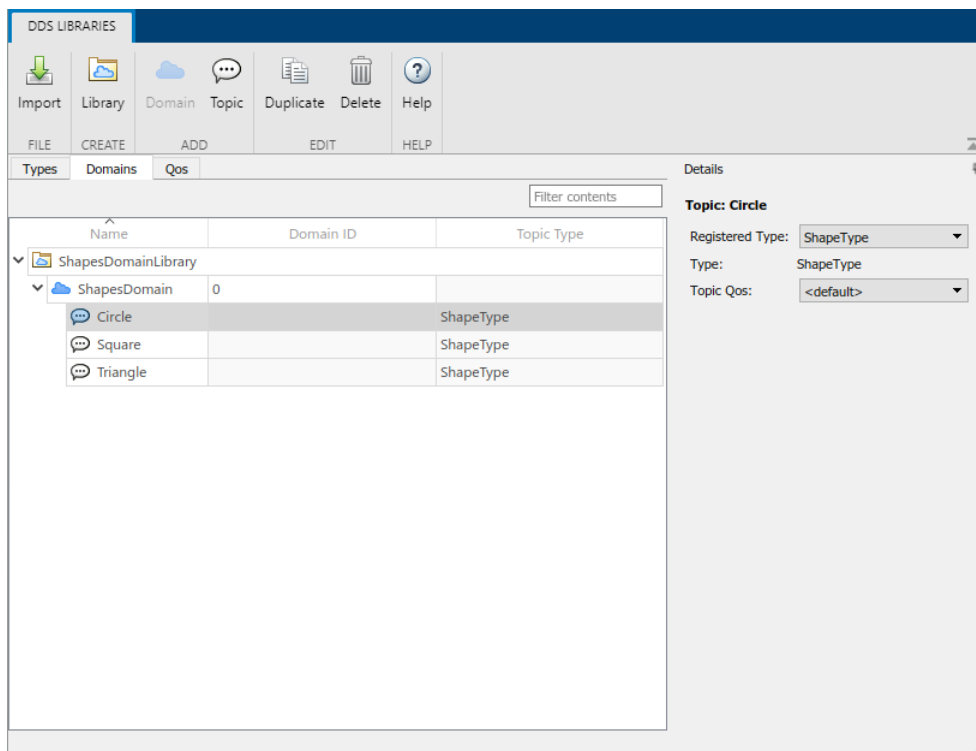 DDS LIBRARIES
Import Library Domain Topic Duplicate Delete Help
FILE CREATE ADD EDIT HELP
Types Domains Qos
Filter contents
Name Domain ID Topic Type
ShapesDomainLibrary
ShapesDomain 0
Circle ShapeType
Square ShapeType
Triangle ShapeType
Details
Topic: Circle
Registered Type: ShapeType
Type: ShapeType
Topic Qos: <default>